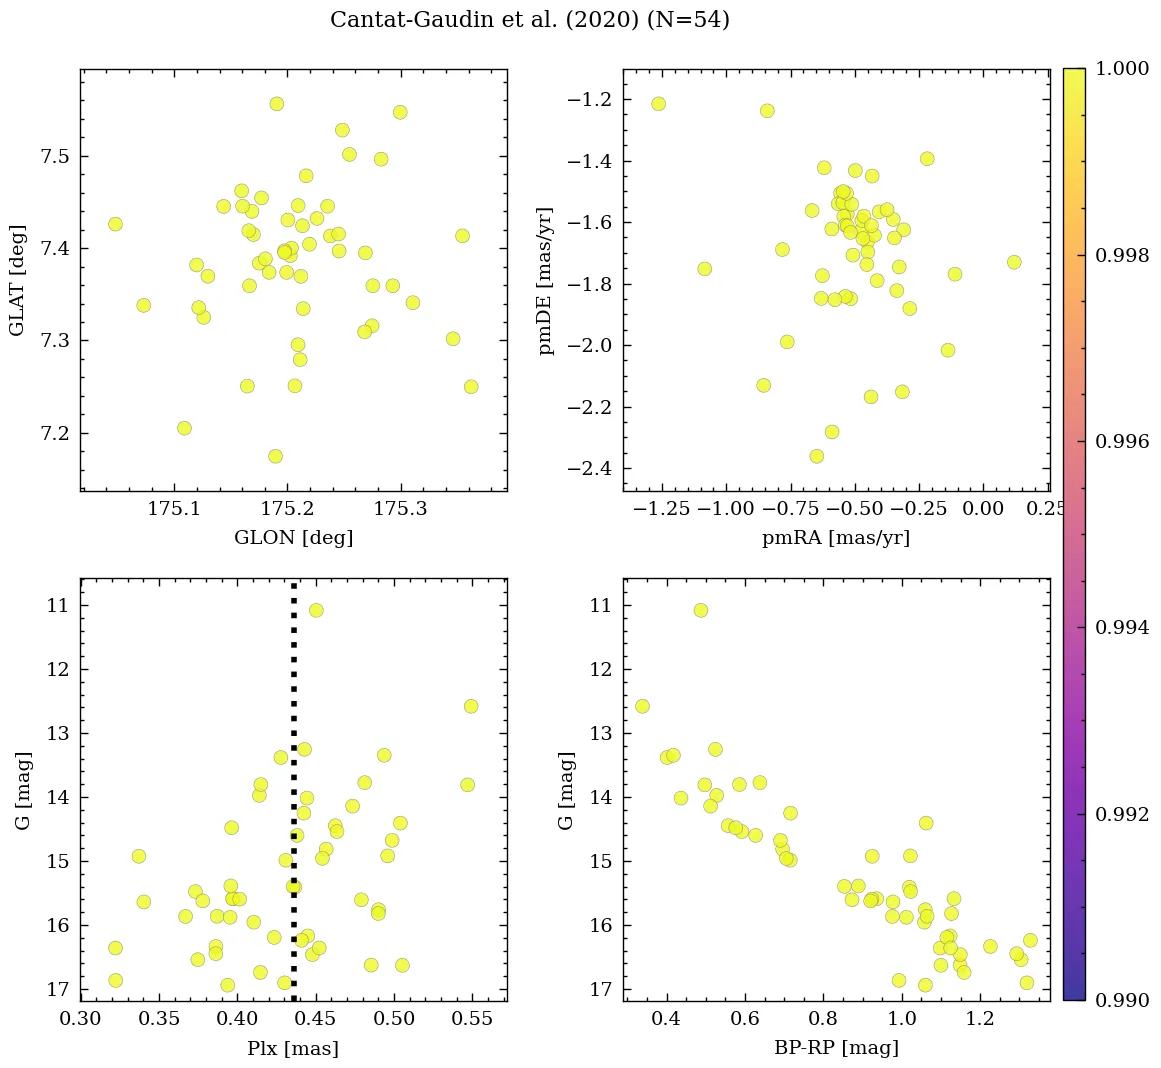 Cantat-Gaudin et al. (2020) (N=54)
7.5
7.4
7.3
7.2
GLAT [deg]
175.1 175.2 175.3
GLON [deg]
−1.2
−1.4
−1.6
−1.8
−2.0
−2.2
−2.4
pmDE [mas/yr]
−1.25 −1.00 −0.75 −0.50 −0.25 0.00 0.25
pmRA [mas/yr]
11
12
13
14
15
16
17
G [mag]
0.30 0.35 0.40 0.45 0.50 0.55
Plx [mas]
11
12
13
14
15
16
17
G [mag]
0.4 0.6 0.8 1.0 1.2
BP-RP [mag]
1.000
0.998
0.996
0.994
0.992
0.990